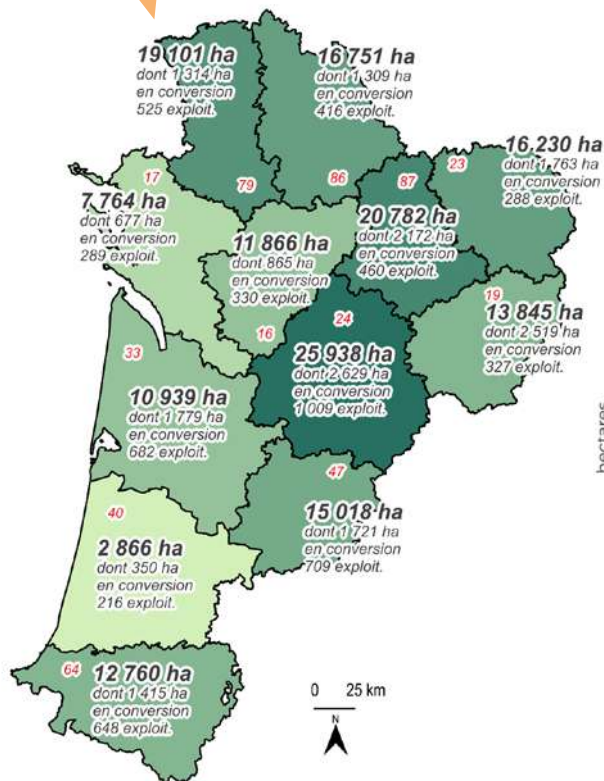 19 101 ha
dont 1 314 ha
en conversion
525 exploit.
16 751 ha
dont 1 309 ha
en conversion
416 exploit.
16 230 ha
dont 1 763 ha
en conversion
288 exploit.
17
79
86
87
23
7 764 ha
dont 677 ha
en conversion
289 exploit.
11 866 ha
dont 865 ha
en conversion
330 exploit.
20 782 ha
dont 2 172 ha
en conversion
460 exploit.
19
13 845 ha
dont 2 519 ha
en conversion
327 exploit.
16
24
25 938 ha
dont 2 629 ha
en conversion
1 009 exploit.
33
10 939 ha
dont 1 779 ha
en conversion
682 exploit.
hectares
47
15 018 ha
dont 1 721 ha
en conversion
709 exploit.
40
2 866 ha
dont 350 ha
en conversion
216 exploit.
64
12 760 ha
dont 1 415 ha
en conversion
648 exploit.
0 25 km
N